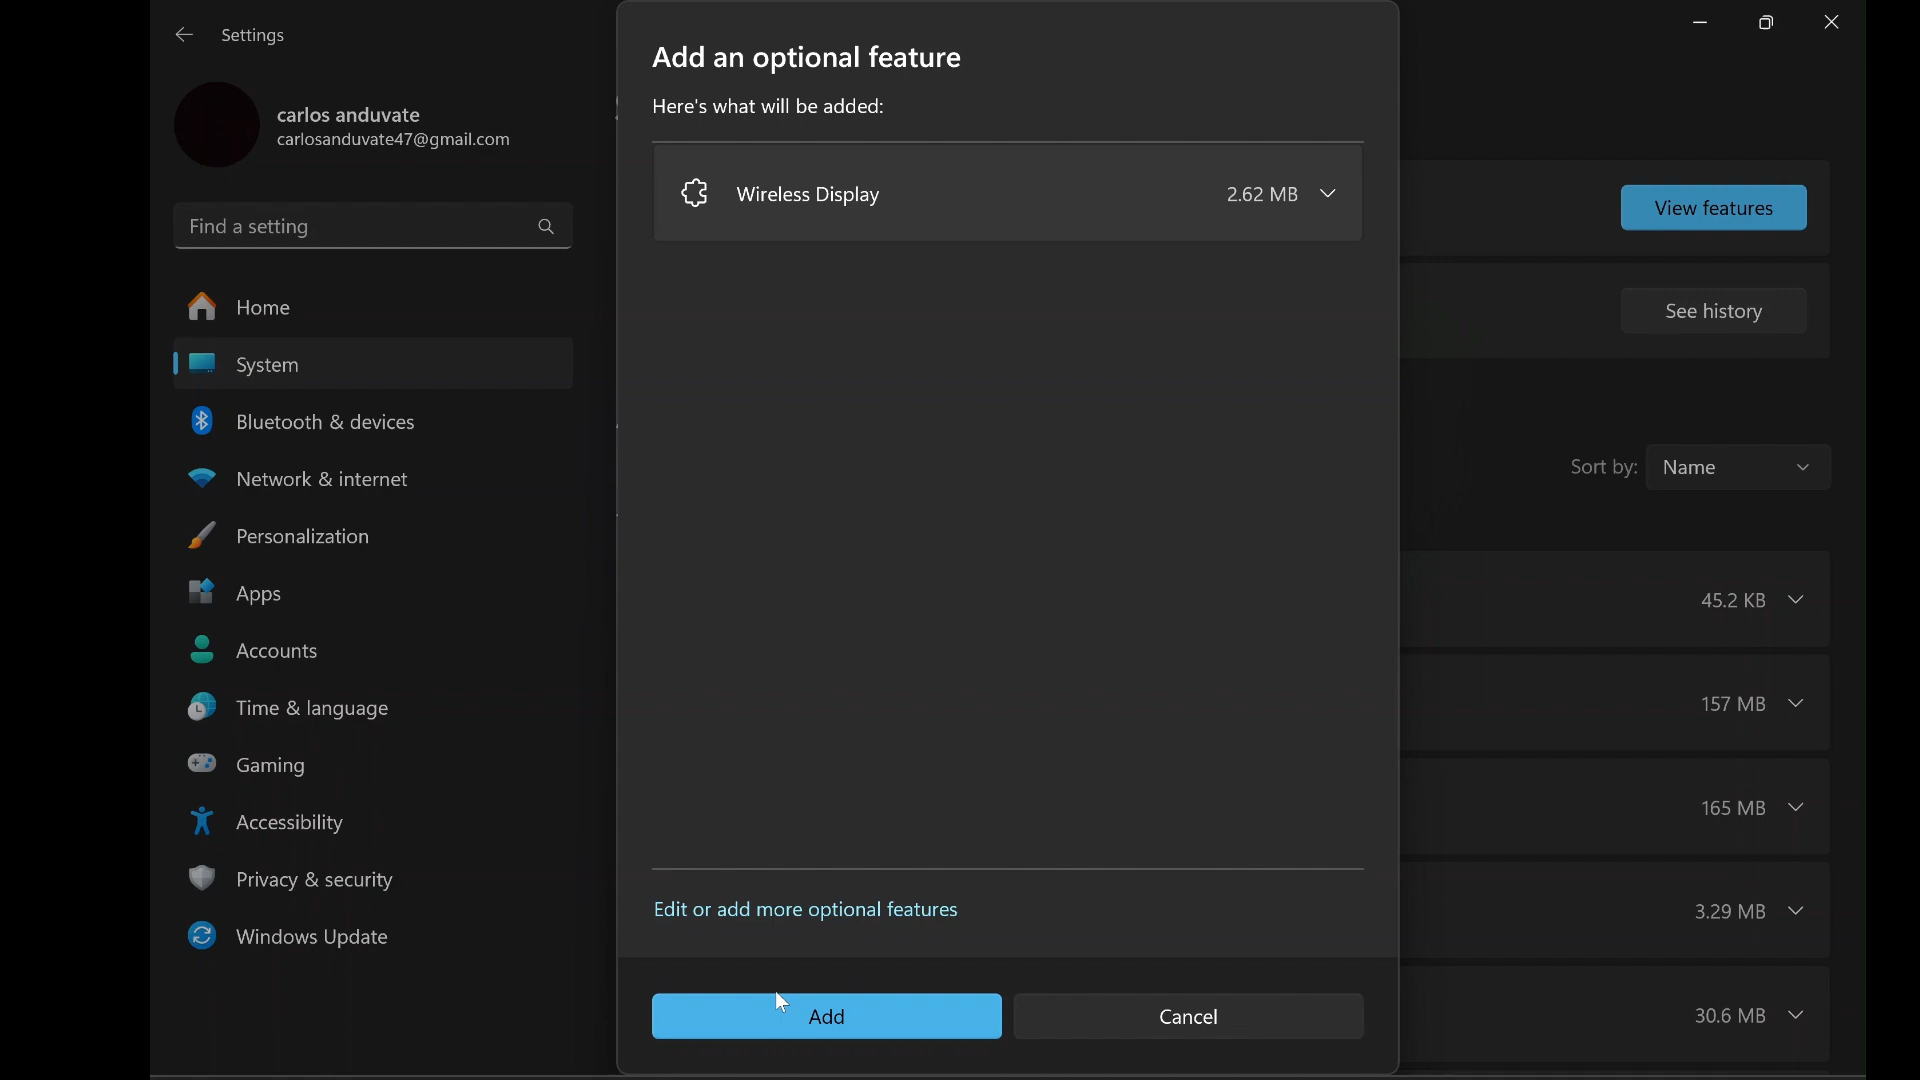 Settings
carlos anduvate
carlosanduvate47@gmail.com
Find a setting
Home
System
Bluetooth & devices
Network & internet
Personalization
Apps
Accounts
Time & language
Gaming
Accessibility
Privacy & security
Windows Update
Add an optional feature
Here's what will be added:
Wireless Display 2.62 MB
Edit or add more optional features
Add Cancel
View features
See history
Sort by: Name
45.2 KB
157 MB
165 MB
3.29 MB
30.6 MB